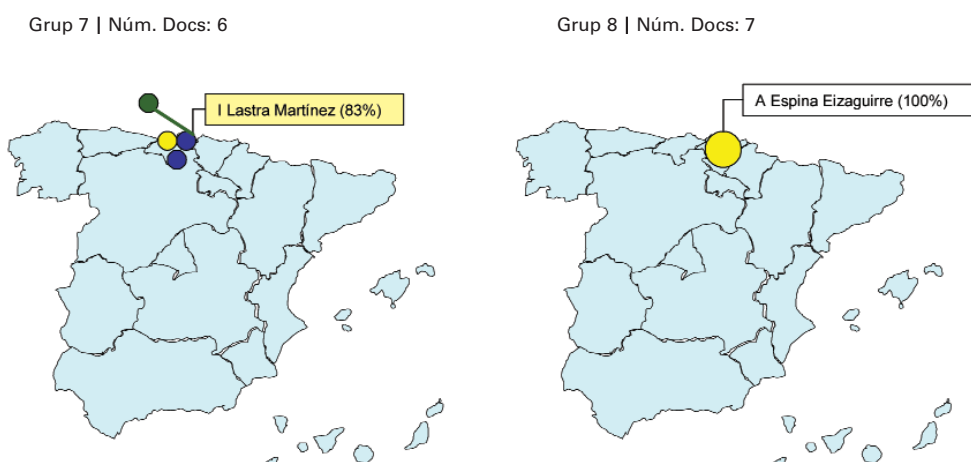 Grup 7 | Núm. Docs: 6
I Lastra Martínez (83%)
Grup 8 | Núm. Docs: 7
A Espina Eizaguirre (100%)